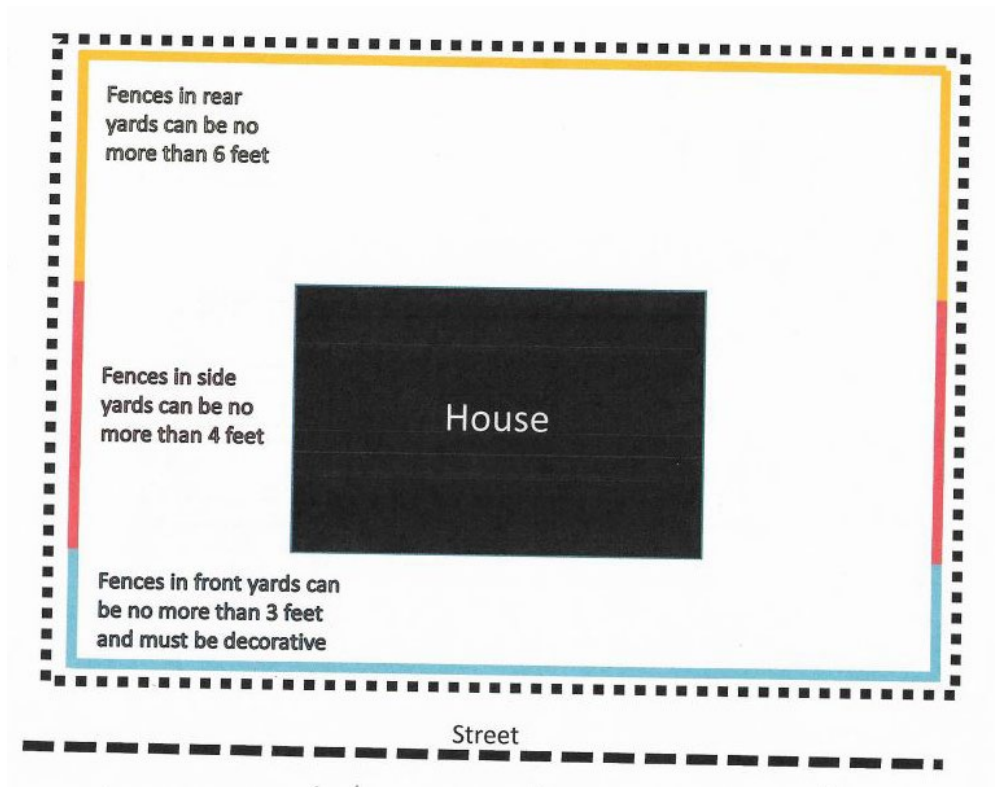 Fences in rear
yards can be no
more than 6 feet
Fences in side
yards can be no
more than 4 feet
House
Fences in front yards can
be no more than 3 feet
and must be decorative
Street